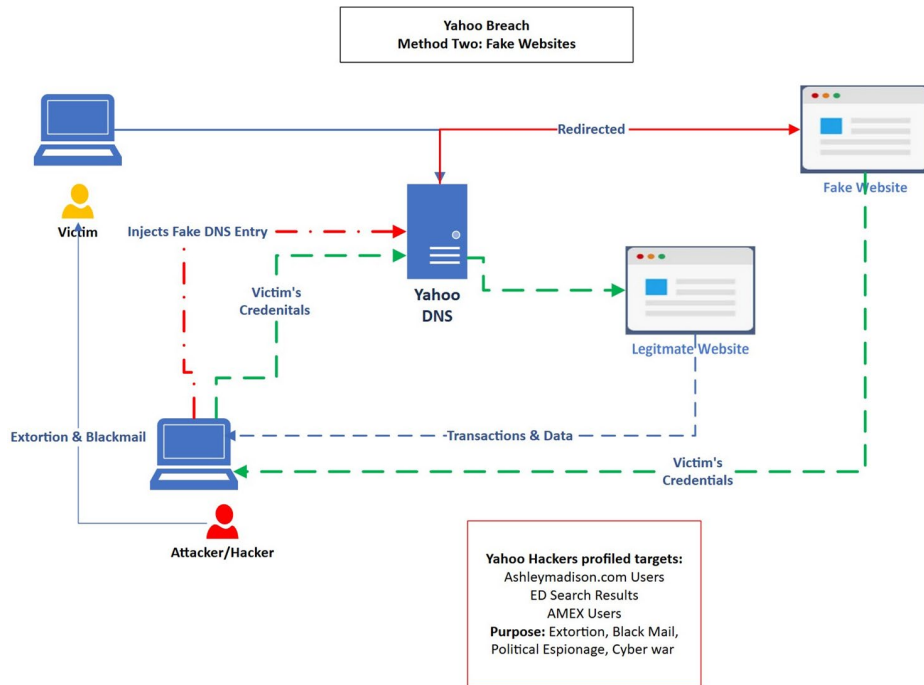 Yahoo Breach
Method Two: Fake Websites
Redirected
Fake Website
Victim
Injects Fake DNS Entry
Victim's
Credenitals
Yahoo
DNS
Legitmate Website
Extortion & Blackmail
Transactions & Data
Victim's
Credentials
Attacker/Hacker
Yahoo Hackers profiled targets:
Ashleymadison.com Users
ED Search Results
AMEX Users
Purpose: Extortion, Black Mail,
Political Espionage, Cyber war